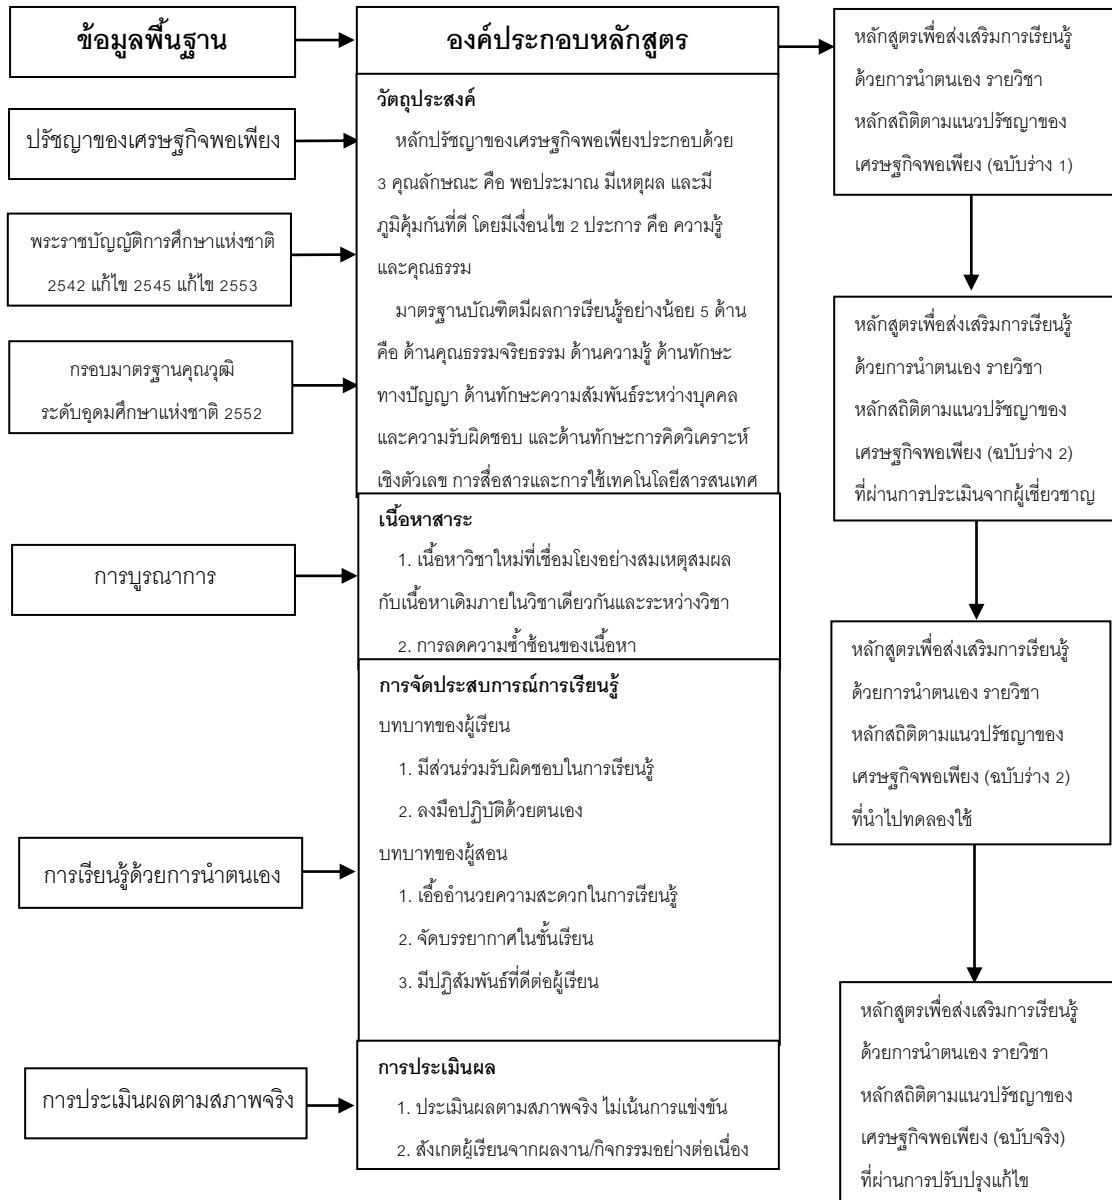 ข้อมูลพื้นฐาน
ปรัชญาของเศรษฐกิจพอเพียง
พระราชบัญญัติการศึกษาแห่งชาติ
2542 แก้ไข 2545 แก้ไข 2553
กรอบมาตรฐานคุณวุฒิ
ระดับอุดมศึกษาแห่งชาติ 2552
การบูรณาการ
การเรียนรู้ด้วยการนำตนเอง
การประเมินผลตามสภาพจริง
องค์ประกอบหลักสูตร
วัตถุประสงค์
หลักปรัชญาของเศรษฐกิจพอเพียงประกอบด้วย
3 คุณลักษณะ คือ พอประมาณ มีเหตุผล และมี
ภูมิคุ้มกันที่ดี โดยมีเงื่อนไข 2 ประการ คือ ความรู้
และคุณธรรม
มาตรฐานบัณฑิตมีผลการเรียนรู้อย่างน้อย 5 ด้าน
คือ ด้านคุณธรรมจริยธรรม ด้านความรู้ ด้านทักษะ
ทางปัญญา ด้านทักษะความสัมพันธ์ระหว่างบุคคล
และความรับผิดชอบ และด้านทักษะการคิดวิเคราะห์
เชิงตัวเลข การสื่อสารและการใช้เทคโนโลยีสารสนเทศ
เนื้อหาสาระ
1. เนื้อหาวิชาใหม่ที่เชื่อมโยงอย่างสมเหตุสมผล
กับเนื้อหาเดิมภายในวิชาเดียวกันและระหว่างวิชา
2. การลดความซ้ำซ้อนของเนื้อหา
การจัดประสบการณ์การเรียนรู้
บทบาทของผู้เรียน
1. มีส่วนร่วมรับผิดชอบในการเรียนรู้
2. ลงมือปฏิบัติด้วยตนเอง
บทบาทของผู้สอน
1. เอื้ออำนวยความสะดวกในการเรียนรู้
2. จัดบรรยากาศในชั้นเรียน
3. มีปฏิสัมพันธ์ที่ดีต่อผู้เรียน
การประเมินผล
1. ประเมินผลตามสภาพจริง ไม่เน้นการแข่งขัน
2. สังเกตผู้เรียนจากผลงาน/กิจกรรมอย่างต่อเนื่อง
หลักสูตรเพื่อส่งเสริมการเรียนรู้
ด้วยการนำตนเอง รายวิชา
หลักสถิติตามแนวปรัชญาของ
เศรษฐกิจพอเพียง (ฉบับร่าง 1)
หลักสูตรเพื่อส่งเสริมการเรียนรู้
ด้วยการนำตนเอง รายวิชา
หลักสถิติตามแนวปรัชญาของ
เศรษฐกิจพอเพียง (ฉบับร่าง 2)
ที่ผ่านการประเมินจากผู้เชี่ยวชาญ
หลักสูตรเพื่อส่งเสริมการเรียนรู้
ด้วยการนำตนเอง รายวิชา
หลักสถิติตามแนวปรัชญาของ
เศรษฐกิจพอเพียง (ฉบับร่าง 2)
ที่นำไปทดลองใช้
หลักสูตรเพื่อส่งเสริมการเรียนรู้
ด้วยการนำตนเอง รายวิชา
หลักสถิติตามแนวปรัชญาของ
เศรษฐกิจพอเพียง (ฉบับจริง)
ที่ผ่านการปรับปรุงแก้ไข